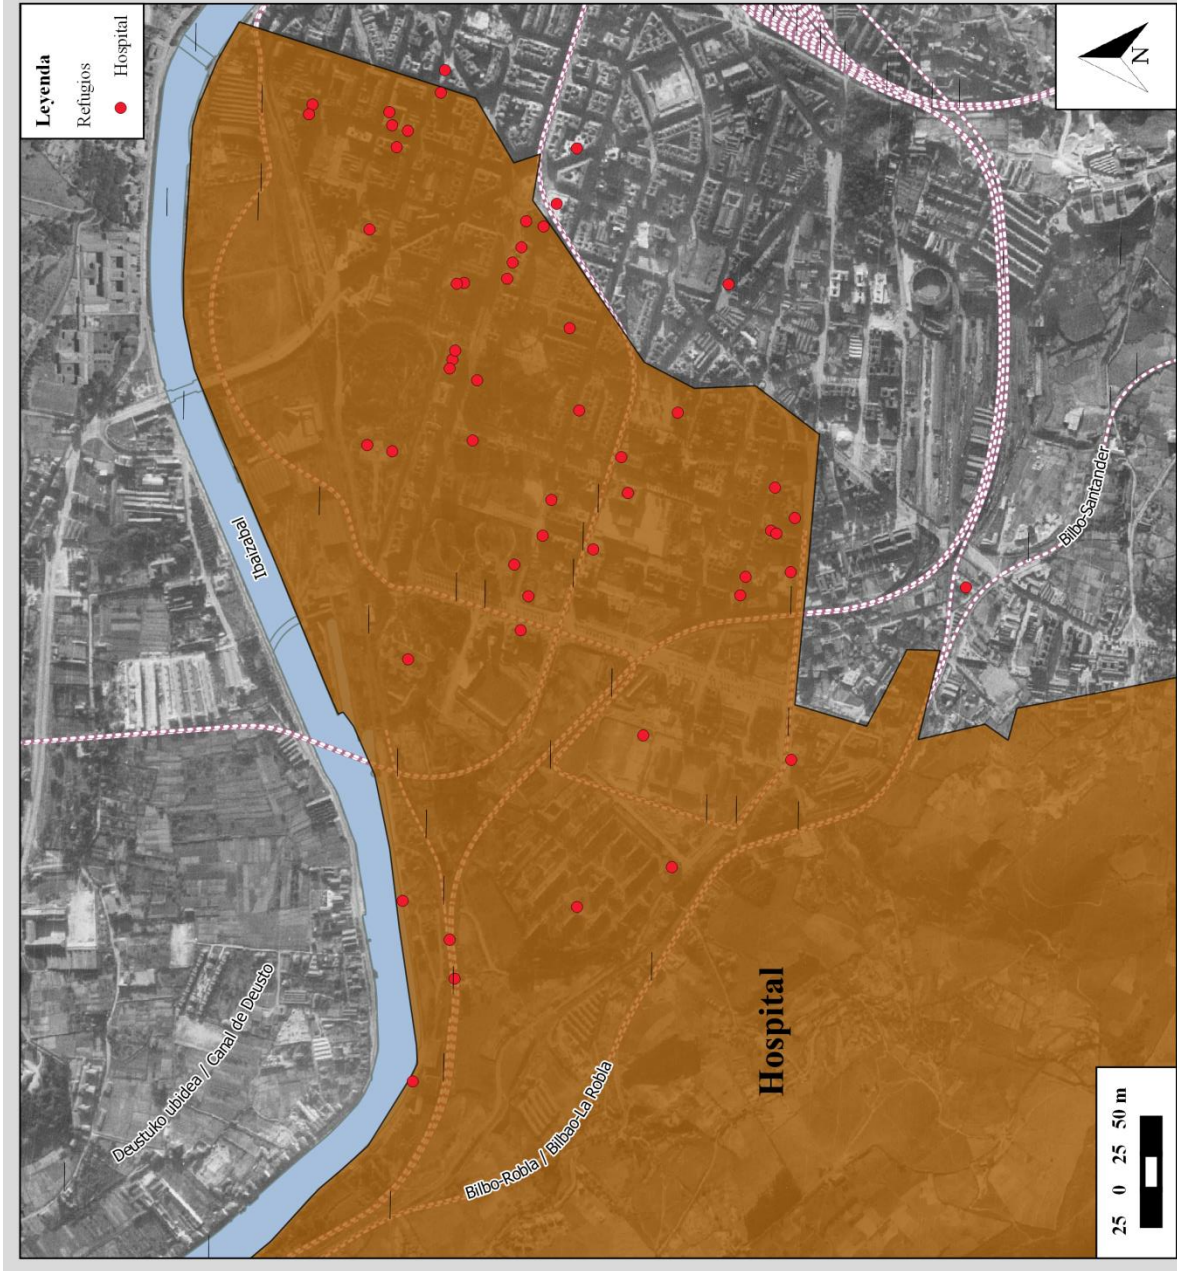 Leyenda
Refugios
Hospital
N
Ibaizabal
Deustuko ubidea / Canal de Deusto
Bilbo-Santander
Bilbo-Robla / Bilbao-La Robla
Hospital
25 0 25 50 m